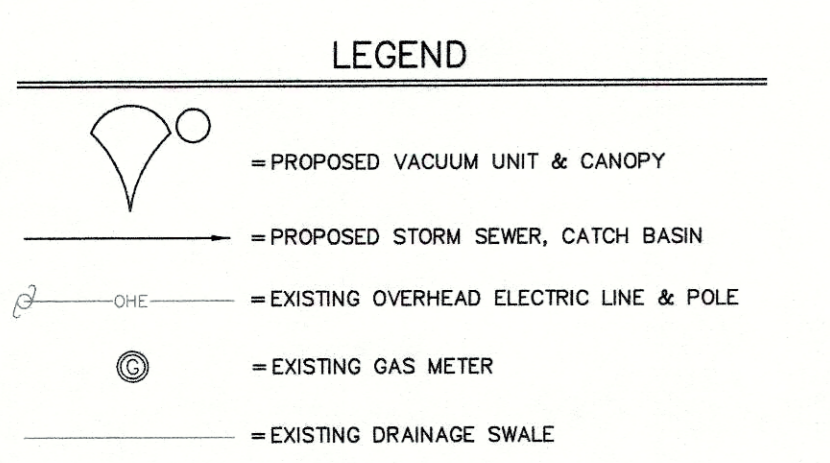 LEGEND
= PROPOSED VACUUM UNIT & CANOPY
= PROPOSED STORM SEWER, CATCH BASIN
OHE = EXISTING OVERHEAD ELECTRIC LINE & POLE
G = EXISTING GAS METER
= EXISTING DRAINAGE SWALE